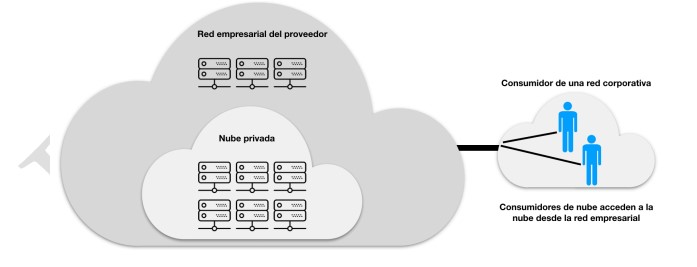 Red empresarial del proveedor
Consumidor de una red corporativa
Nube privada
Consumidores de nube acceden a la
nube desde la red empresarial